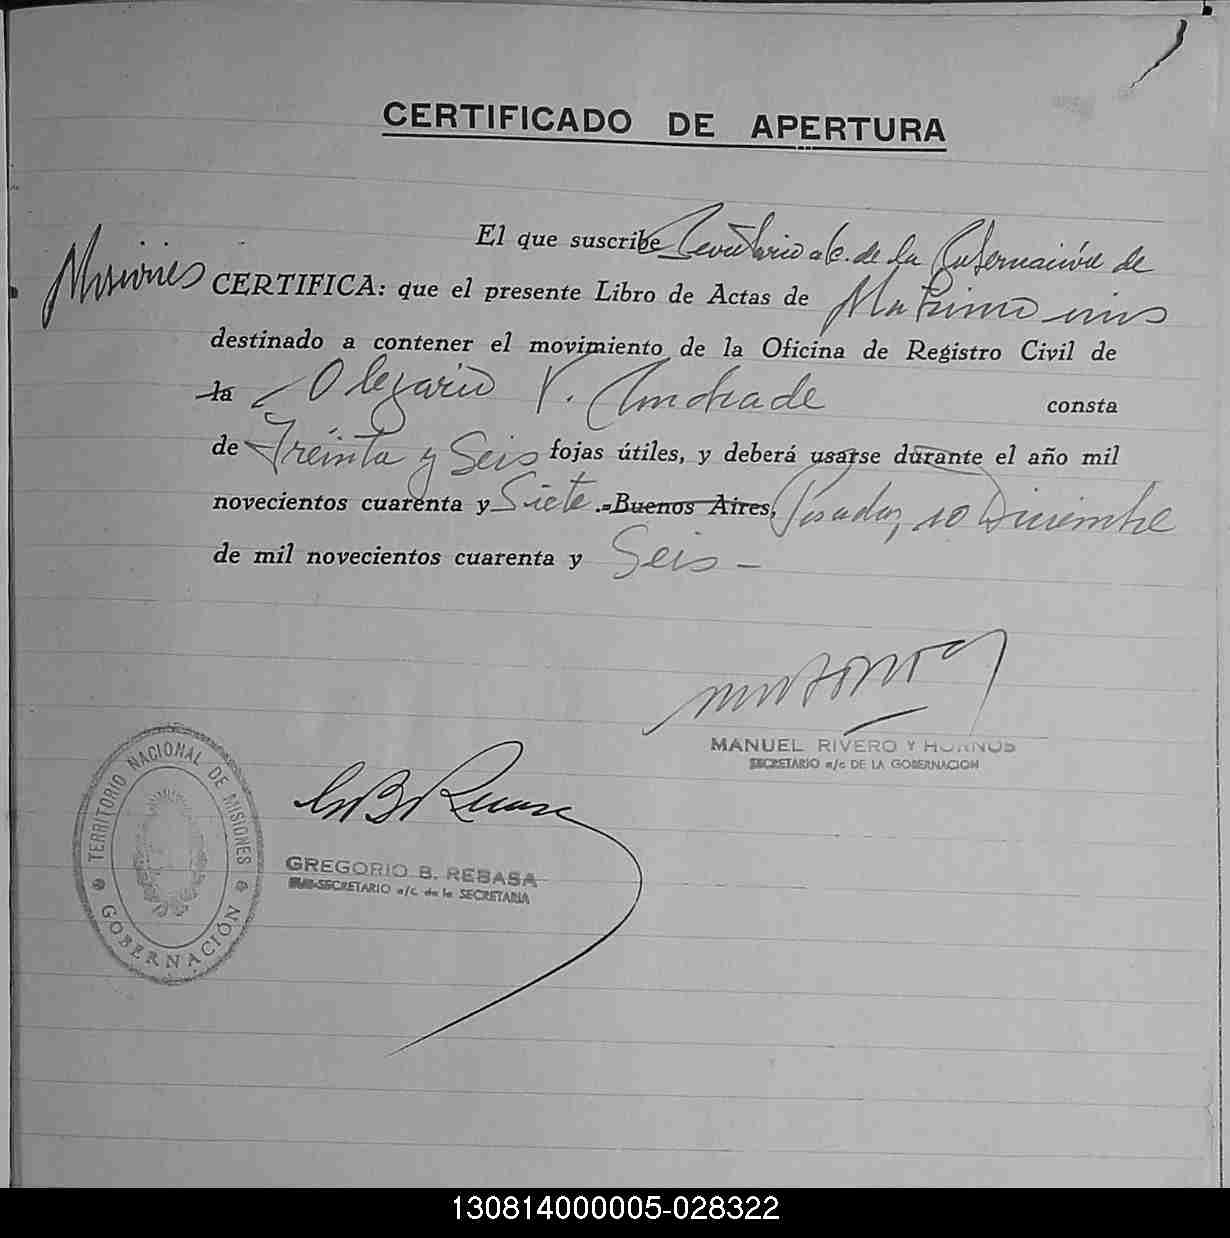 CERTIFICADO DE APERTURA
El que suscribe Secretario a/c. de la Gobernación de
Misiones CERTIFICA: que el presente Libro de Actas de Matrimonios
destinado a contener el movimiento de la Oficina de Registro Civil de
la Olegario V. Andrade consta
de Treinta y Seis fojas útiles, y deberá usarse durante el año mil
novecientos cuarenta y Siete .-Buenos Aires, Posadas, 10 Diciembre
de mil novecientos cuarenta y Seis -
MANUEL RIVERO Y HORNOS
SECRETARIO a/c DE LA GOBERNACION
TERRITORIO NACIONAL DE MISIONES
GOBERNACIÓN
GREGORIO B. REBASA
SUB-SECRETARIO a/c de la SECRETARIA
130814000005-028322